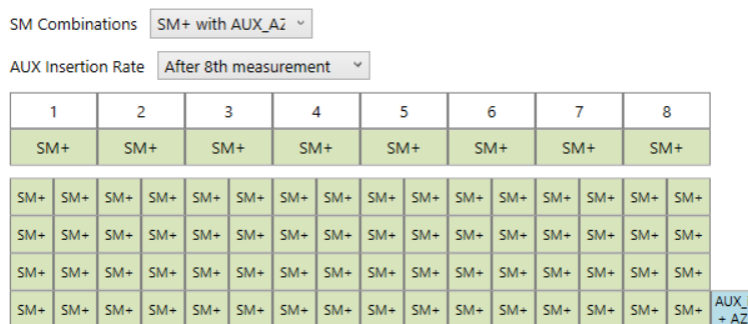 SM Combinations SM+ with AUX_AZ
AUX Insertion Rate After 8th measurement
1 2 3 4 5 6 7 8
SM+ SM+ SM+ SM+ SM+ SM+ SM+ SM+
SM+ SM+ SM+ SM+ SM+ SM+ SM+ SM+ SM+ SM+ SM+ SM+ SM+ SM+ SM+ SM+
SM+ SM+ SM+ SM+ SM+ SM+ SM+ SM+ SM+ SM+ SM+ SM+ SM+ SM+ SM+ SM+
SM+ SM+ SM+ SM+ SM+ SM+ SM+ SM+ SM+ SM+ SM+ SM+ SM+ SM+ SM+ SM+
SM+ SM+ SM+ SM+ SM+ SM+ SM+ SM+ SM+ SM+ SM+ SM+ SM+ SM+ SM+ SM+ AUX_
+ AZ